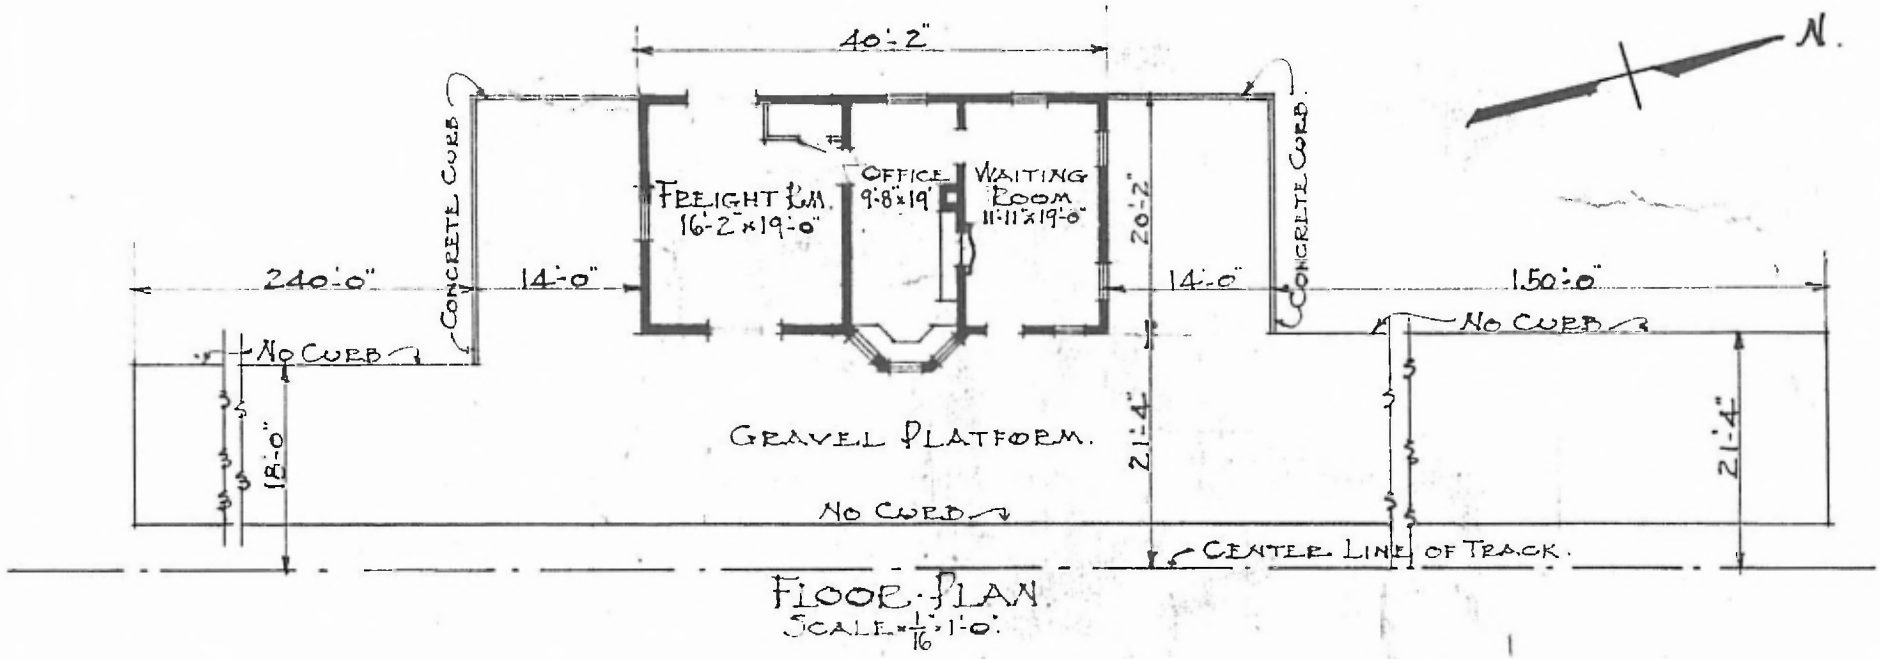 40'-2"
N.
CONCRETE CURB
CONCRETE CURB.
FREIGHT RM.
16'-2"x19'-0"
OFFICE
9'-8"x19'
WAITING
ROOM
11'-11"x19'-0"
20'-2"
240'-0"
14'-0"
14'-0"
150'-0"
NO CURB
NO CURB
18'-0"
GRAVEL PLATFORM.
21'-4"
21'-4"
NO CURB
CENTER LINE OF TRACK.
FLOOR PLAN.
SCALE 1/16"=1'-0".